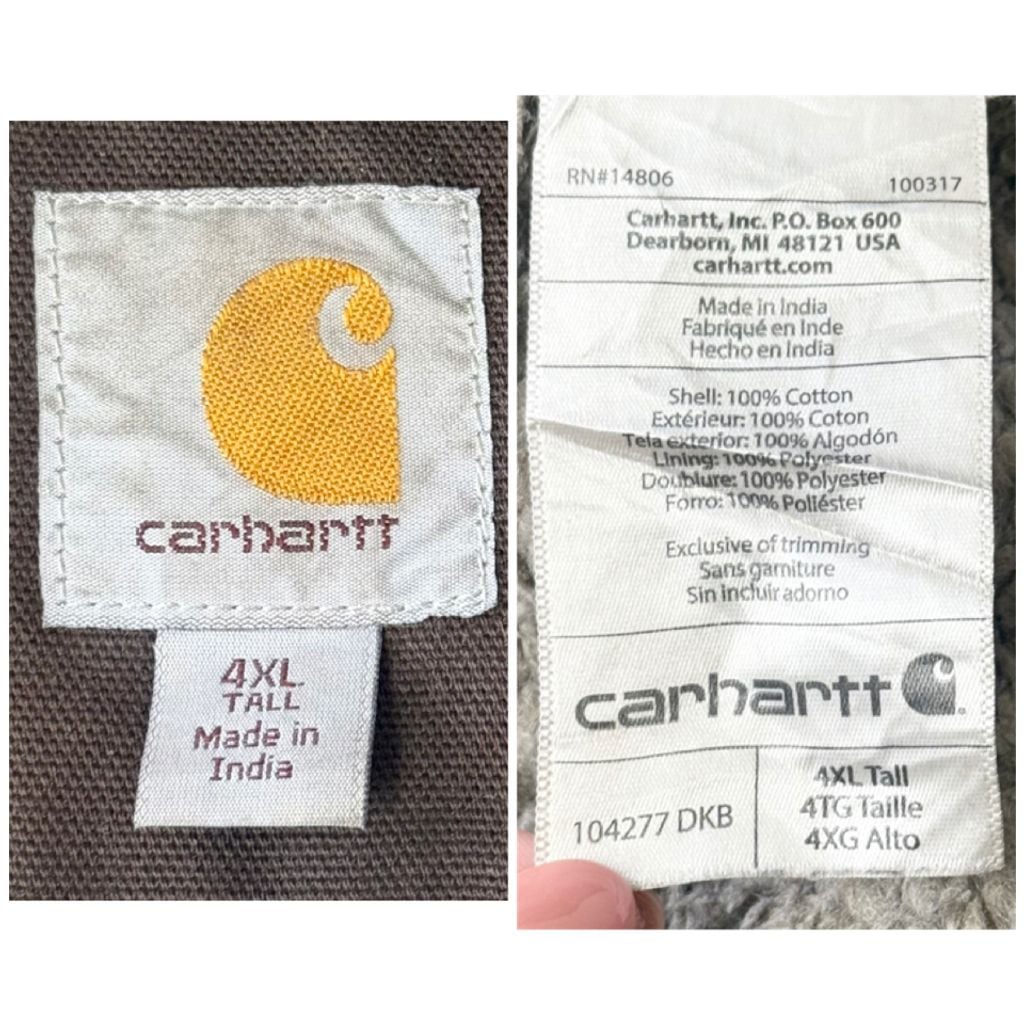 carhartt
4XL
TALL
Made in
India
RN#14806 100317
Carhartt, Inc. P.O. Box 600
Dearborn, MI 48121 USA
carhartt.com
Made in India
Fabriqué en Inde
Hecho en India
Shell: 100% Cotton
Extérieur: 100% Coton
Tela exterior: 100% Algodón
Lining: 100% Polyester
Doublure: 100% Polyester
Forro: 100% Poliéster
Exclusive of trimming
Sans garniture
Sin incluir adorno
carhartt
104277 DKB
4XL Tall
4TG Taille
4XG Alto